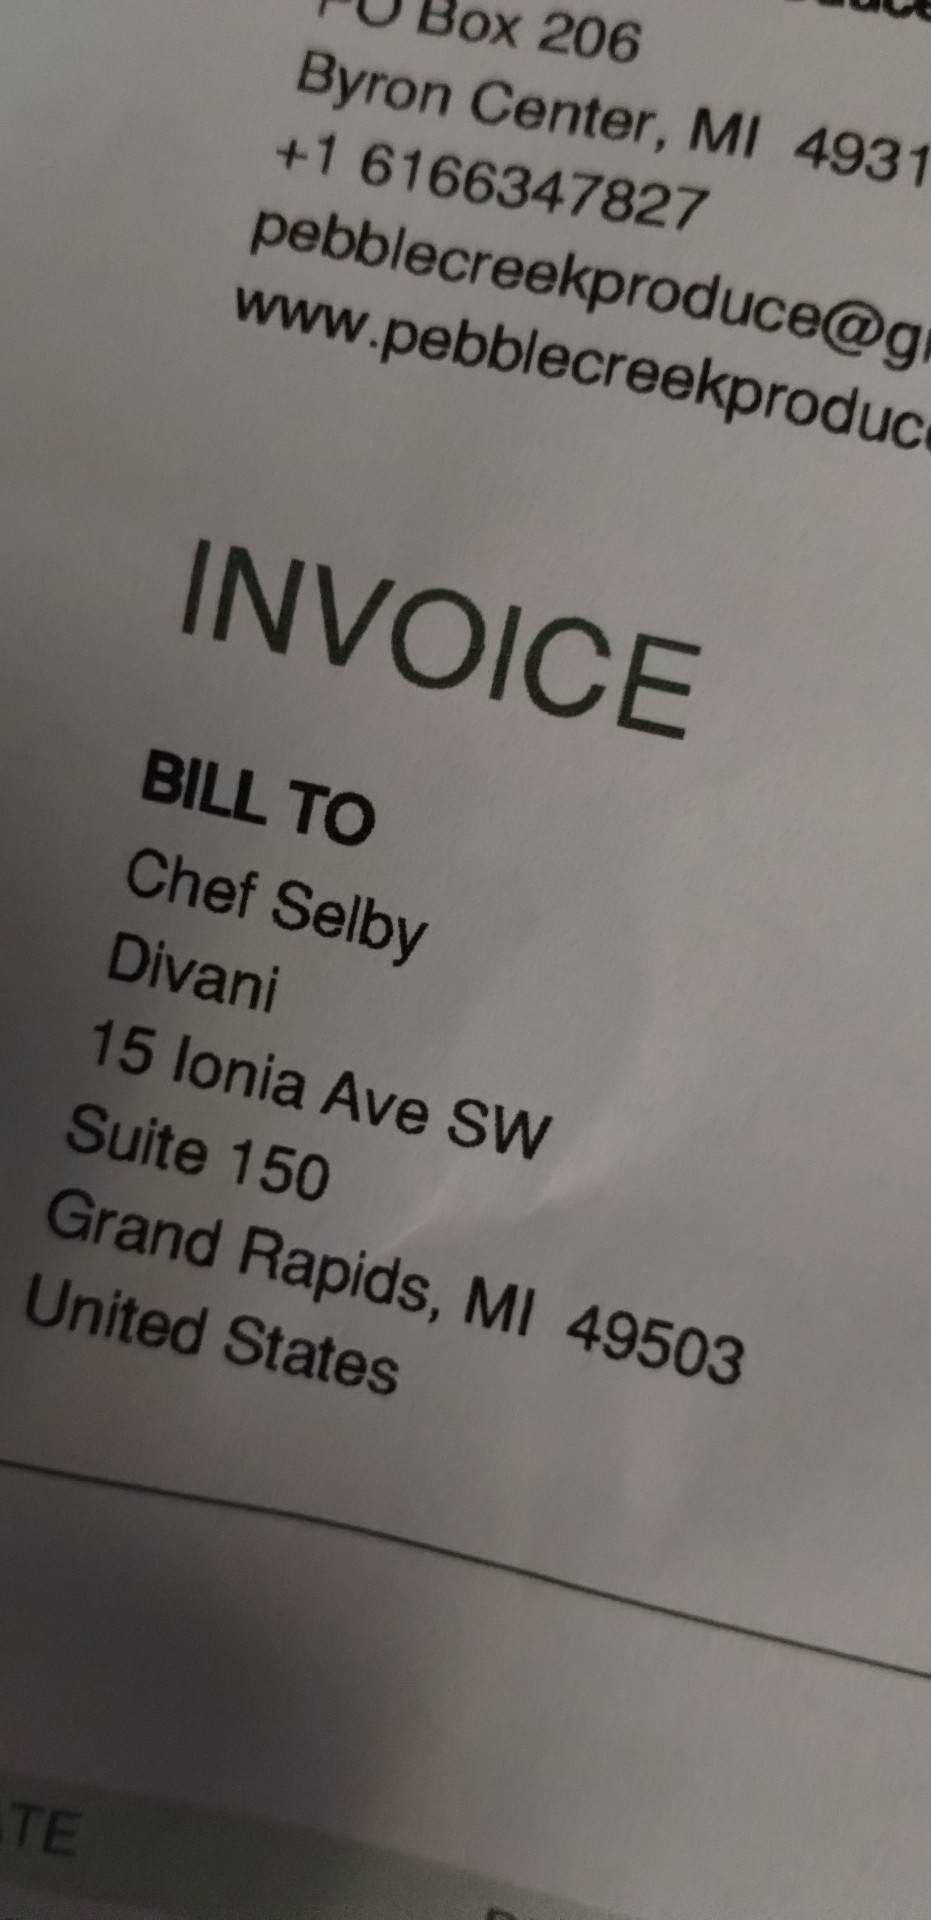 PO Box 206
Byron Center, MI 4931
+1 6166347827
pebblecreekproduce@g
www.pebblecreekproduc
INVOICE
BILL TO
Chef Selby
Divani
15 Ionia Ave SW
Suite 150
Grand Rapids, MI 49503
United States
ATE